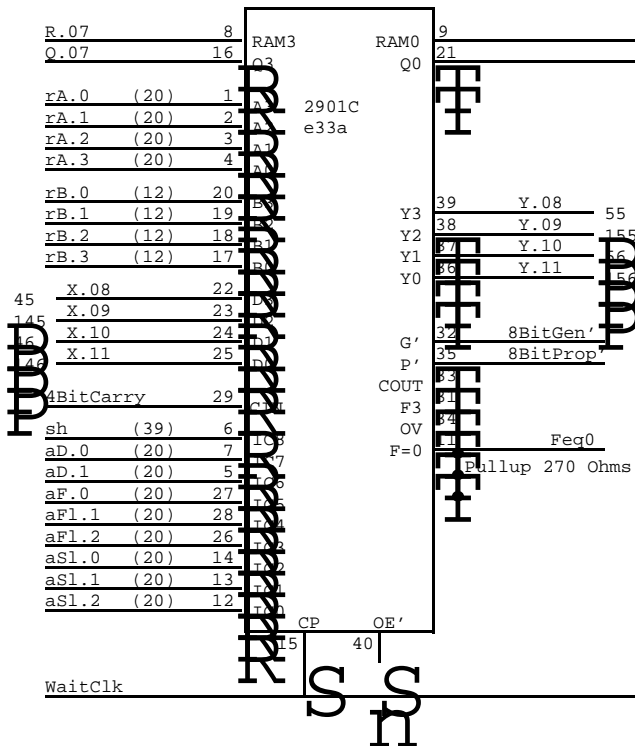 R.07 8 RAM3 RAM0 9
Q.07 16 Q3 Q0 21
rA.0 (20) 1 2901C
rA.1 (20) 2 e33a
rA.2 (20) 3
rA.3 (20) 4
rB.0 (12) 20 Y3 39 Y.08 55
rB.1 (12) 19 Y2 38 Y.09 155
rB.2 (12) 18 Y1 37 Y.10
rB.3 (12) 17 Y0 36 Y.11
45 X.08 22
145 X.09 23
X.10 24 G' 32 8BitGen'
X.11 25 P' 35 8BitProp'
COUT 33
4BitCarry 29 F3 31
sh (39) 6 OV 34
aD.0 (20) 7 F=0 11 Feq0
aD.1 (20) 5 Pullup 270 Ohms
aF.0 (20) 27
aFl.1 (20) 28
aFl.2 (20) 26
aSl.0 (20) 14
aSl.1 (20) 13
aSl.2 (20) 12
CP OE'
15 40
WaitClk S S
n